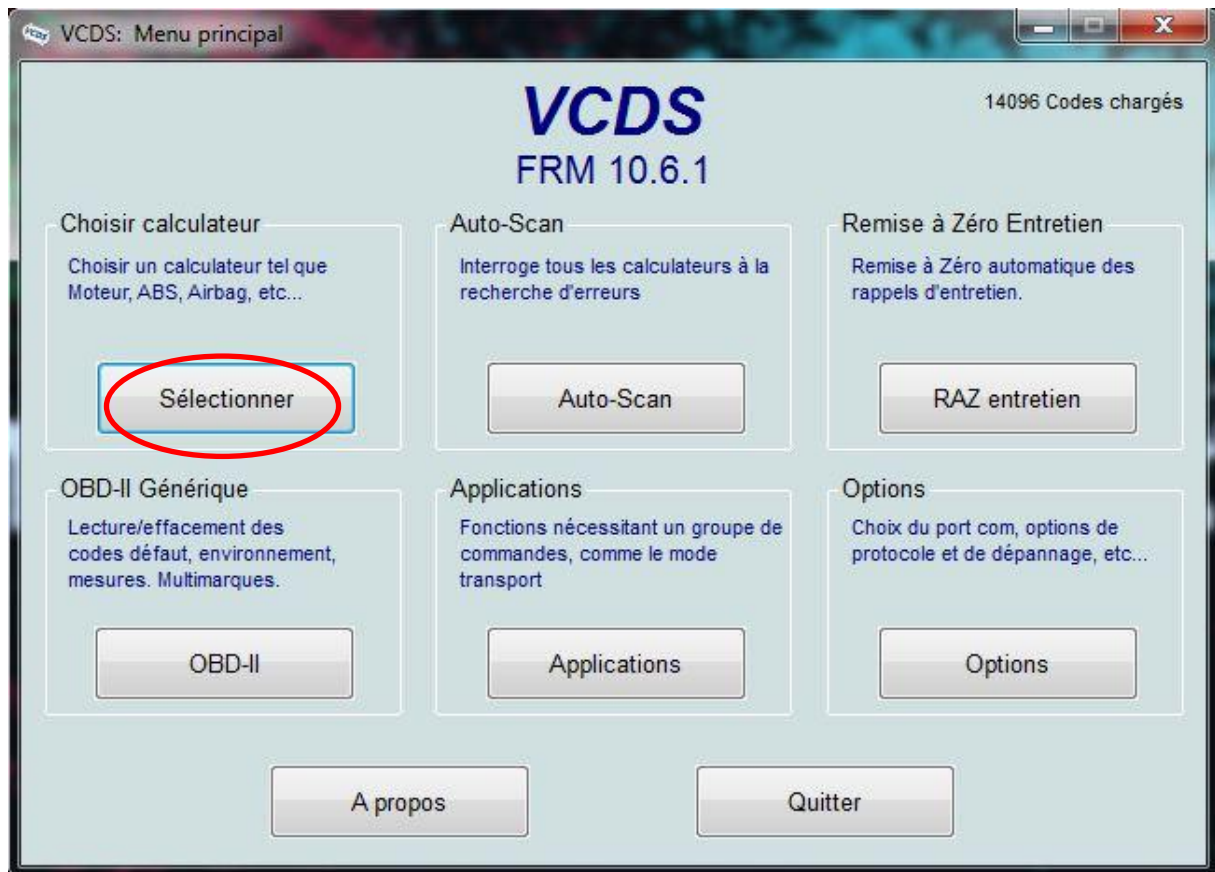 VCDS: Menu principal
VCDS
FRM 10.6.1
14096 Codes chargés
Choisir calculateur
Choisir un calculateur tel que
Moteur, ABS, Airbag, etc...
Sélectionner
Auto-Scan
Interroge tous les calculateurs à la
recherche d'erreurs
Auto-Scan
Remise à Zéro Entretien
Remise à Zéro automatique des
rappels d'entretien.
RAZ entretien
OBD-II Générique
Lecture/effacement des
codes défaut, environnement,
mesures. Multimarques.
OBD-II
Applications
Fonctions nécessitant un groupe de
commandes, comme le mode
transport
Applications
Options
Choix du port com, options de
protocole et de dépannage, etc...
Options
A propos
Quitter